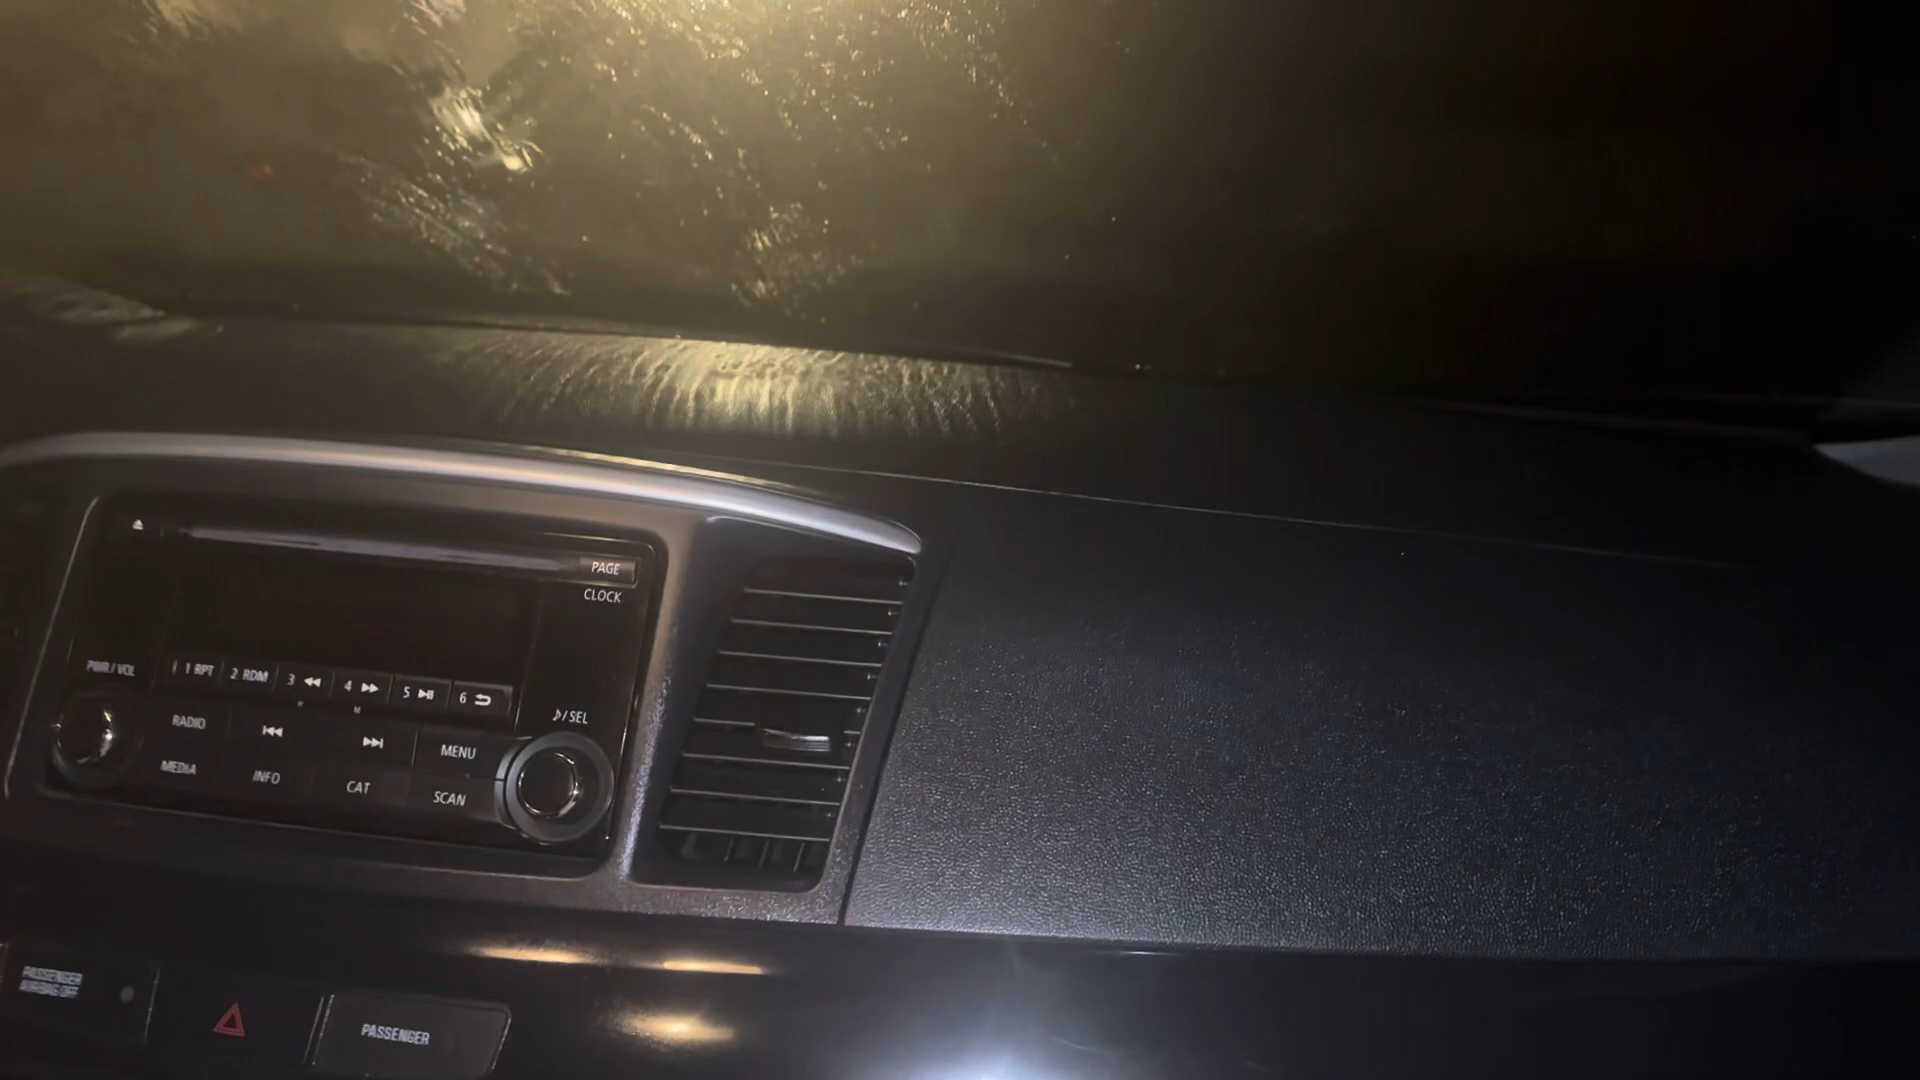 PAGE
CLOCK
PWR / VOL
1 RPT 2 RDM 3 4 5 6
♪/SEL
RADIO MENU
MEDIA INFO CAT SCAN
PASSENGER
AIRBAG OFF
PASSENGER